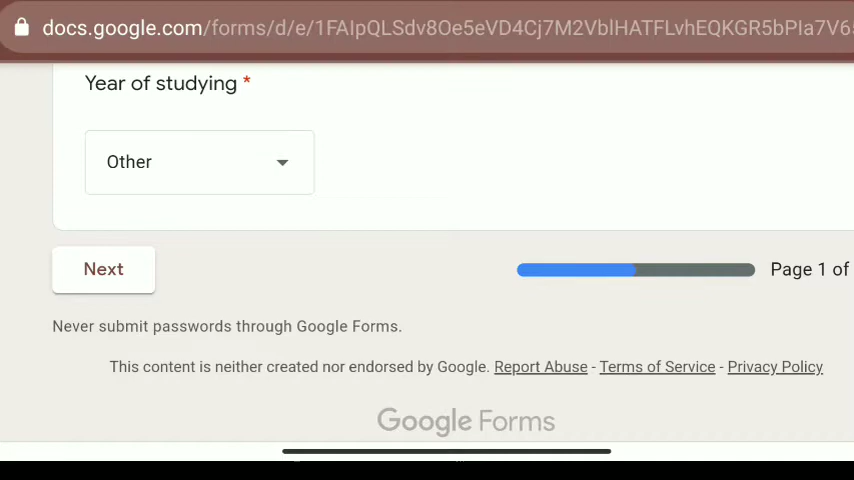 docs.google.com/forms/d/e/1FAIpQLSdv8Oe5eVD4Cj7M2VblHATFLvhEQKGR5bPIa7V6
Year of studying *
Other
Next
Page 1 of
Never submit passwords through Google Forms.
This content is neither created nor endorsed by Google. Report Abuse - Terms of Service - Privacy Policy
Google Forms